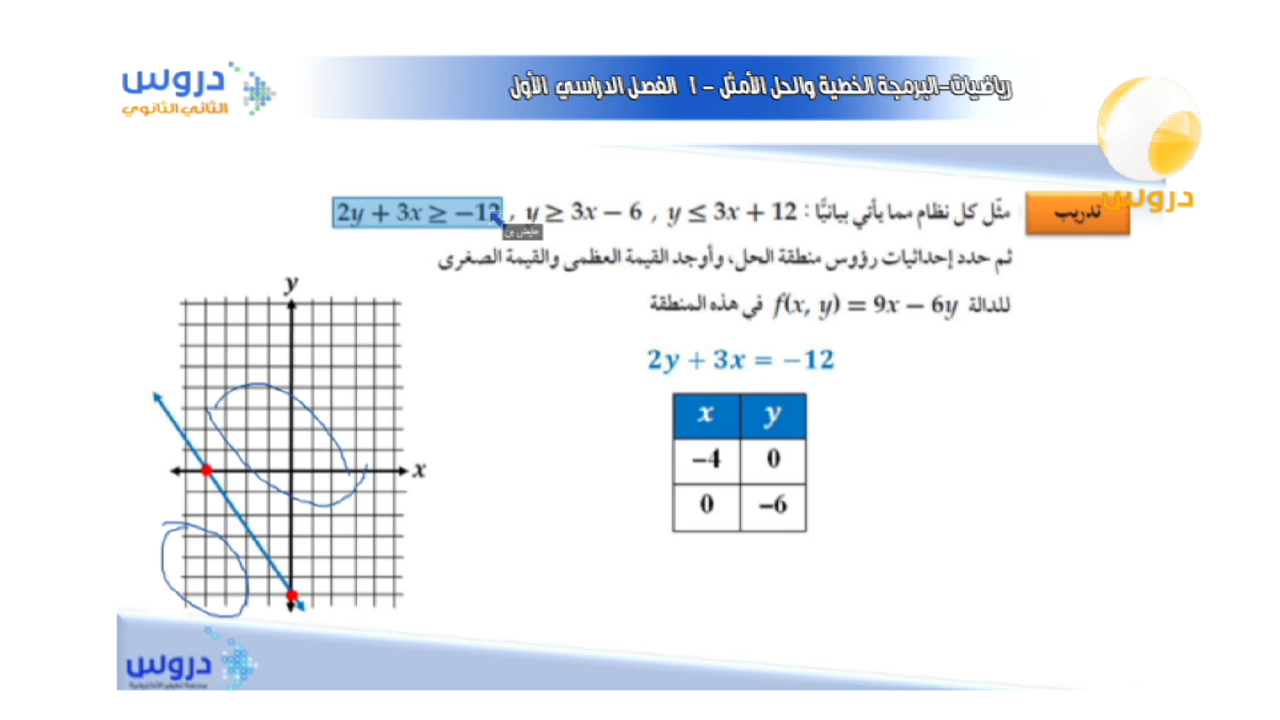 دروس
الثاني الثانوي
رياضيات-البرمجة الخطية والحل الأمثل - ٢ الفصل الدراسي الأول
دروس
تدريب
مثّل كل نظام مما يأتي بيانيًّا : 2y + 3x ≥ −12 , y ≥ 3x − 6 , y ≤ 3x + 12
ثم حدد إحداثيات رؤوس منطقة الحل، وأوجد القيمة العظمى والقيمة الصغرى
للدالة f(x, y) = 9x − 6y في هذه المنطقة
2y + 3x = −12
x y
−4 0
0 −6
y
x
دروس